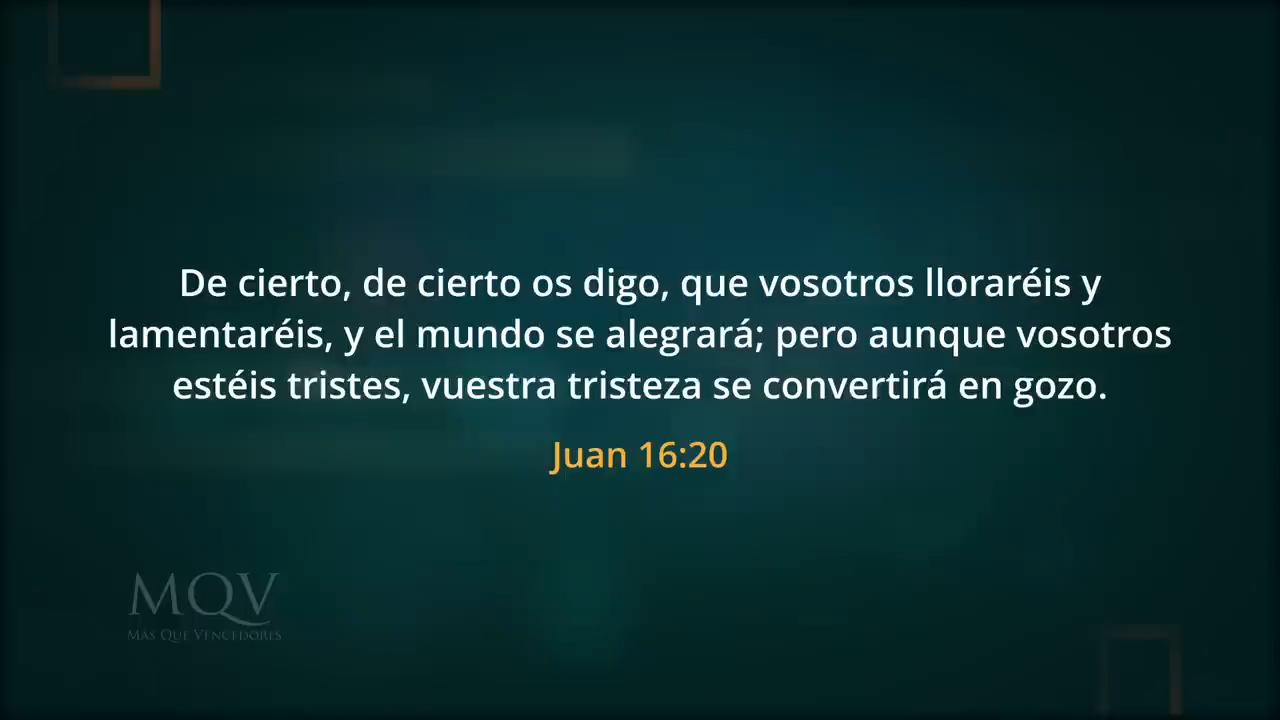 De cierto, de cierto os digo, que vosotros lloraréis y
lamentaréis, y el mundo se alegrará; pero aunque vosotros
estéis tristes, vuestra tristeza se convertirá en gozo.
Juan 16:20
MQV
MÁS QUE VENCEDORES